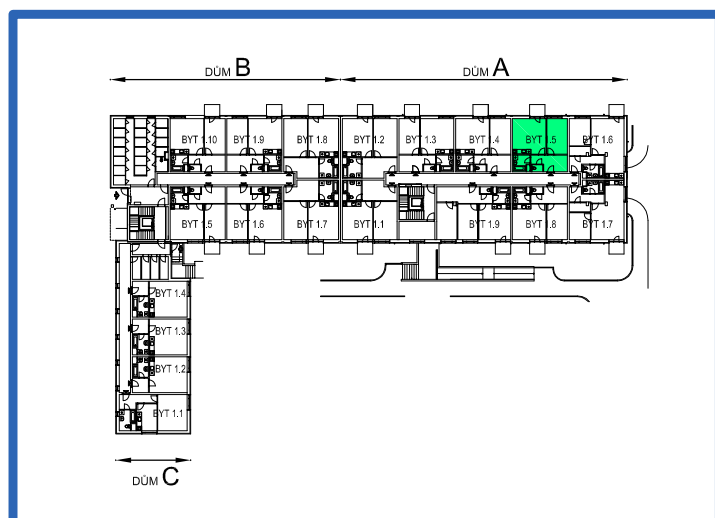 DŮM B DŮM A
BYT 1.10 BYT 1.9 BYT 1.8 BYT 1.2 BYT 1.3 BYT 1.4 BYT 1.5 BYT 1.6
BYT 1.5 BYT 1.6 BYT 1.7 BYT 1.1 BYT 1.9 BYT 1.8 BYT 1.7
BYT 1.4
BYT 1.3
BYT 1.2
BYT 1.1
DŮM C